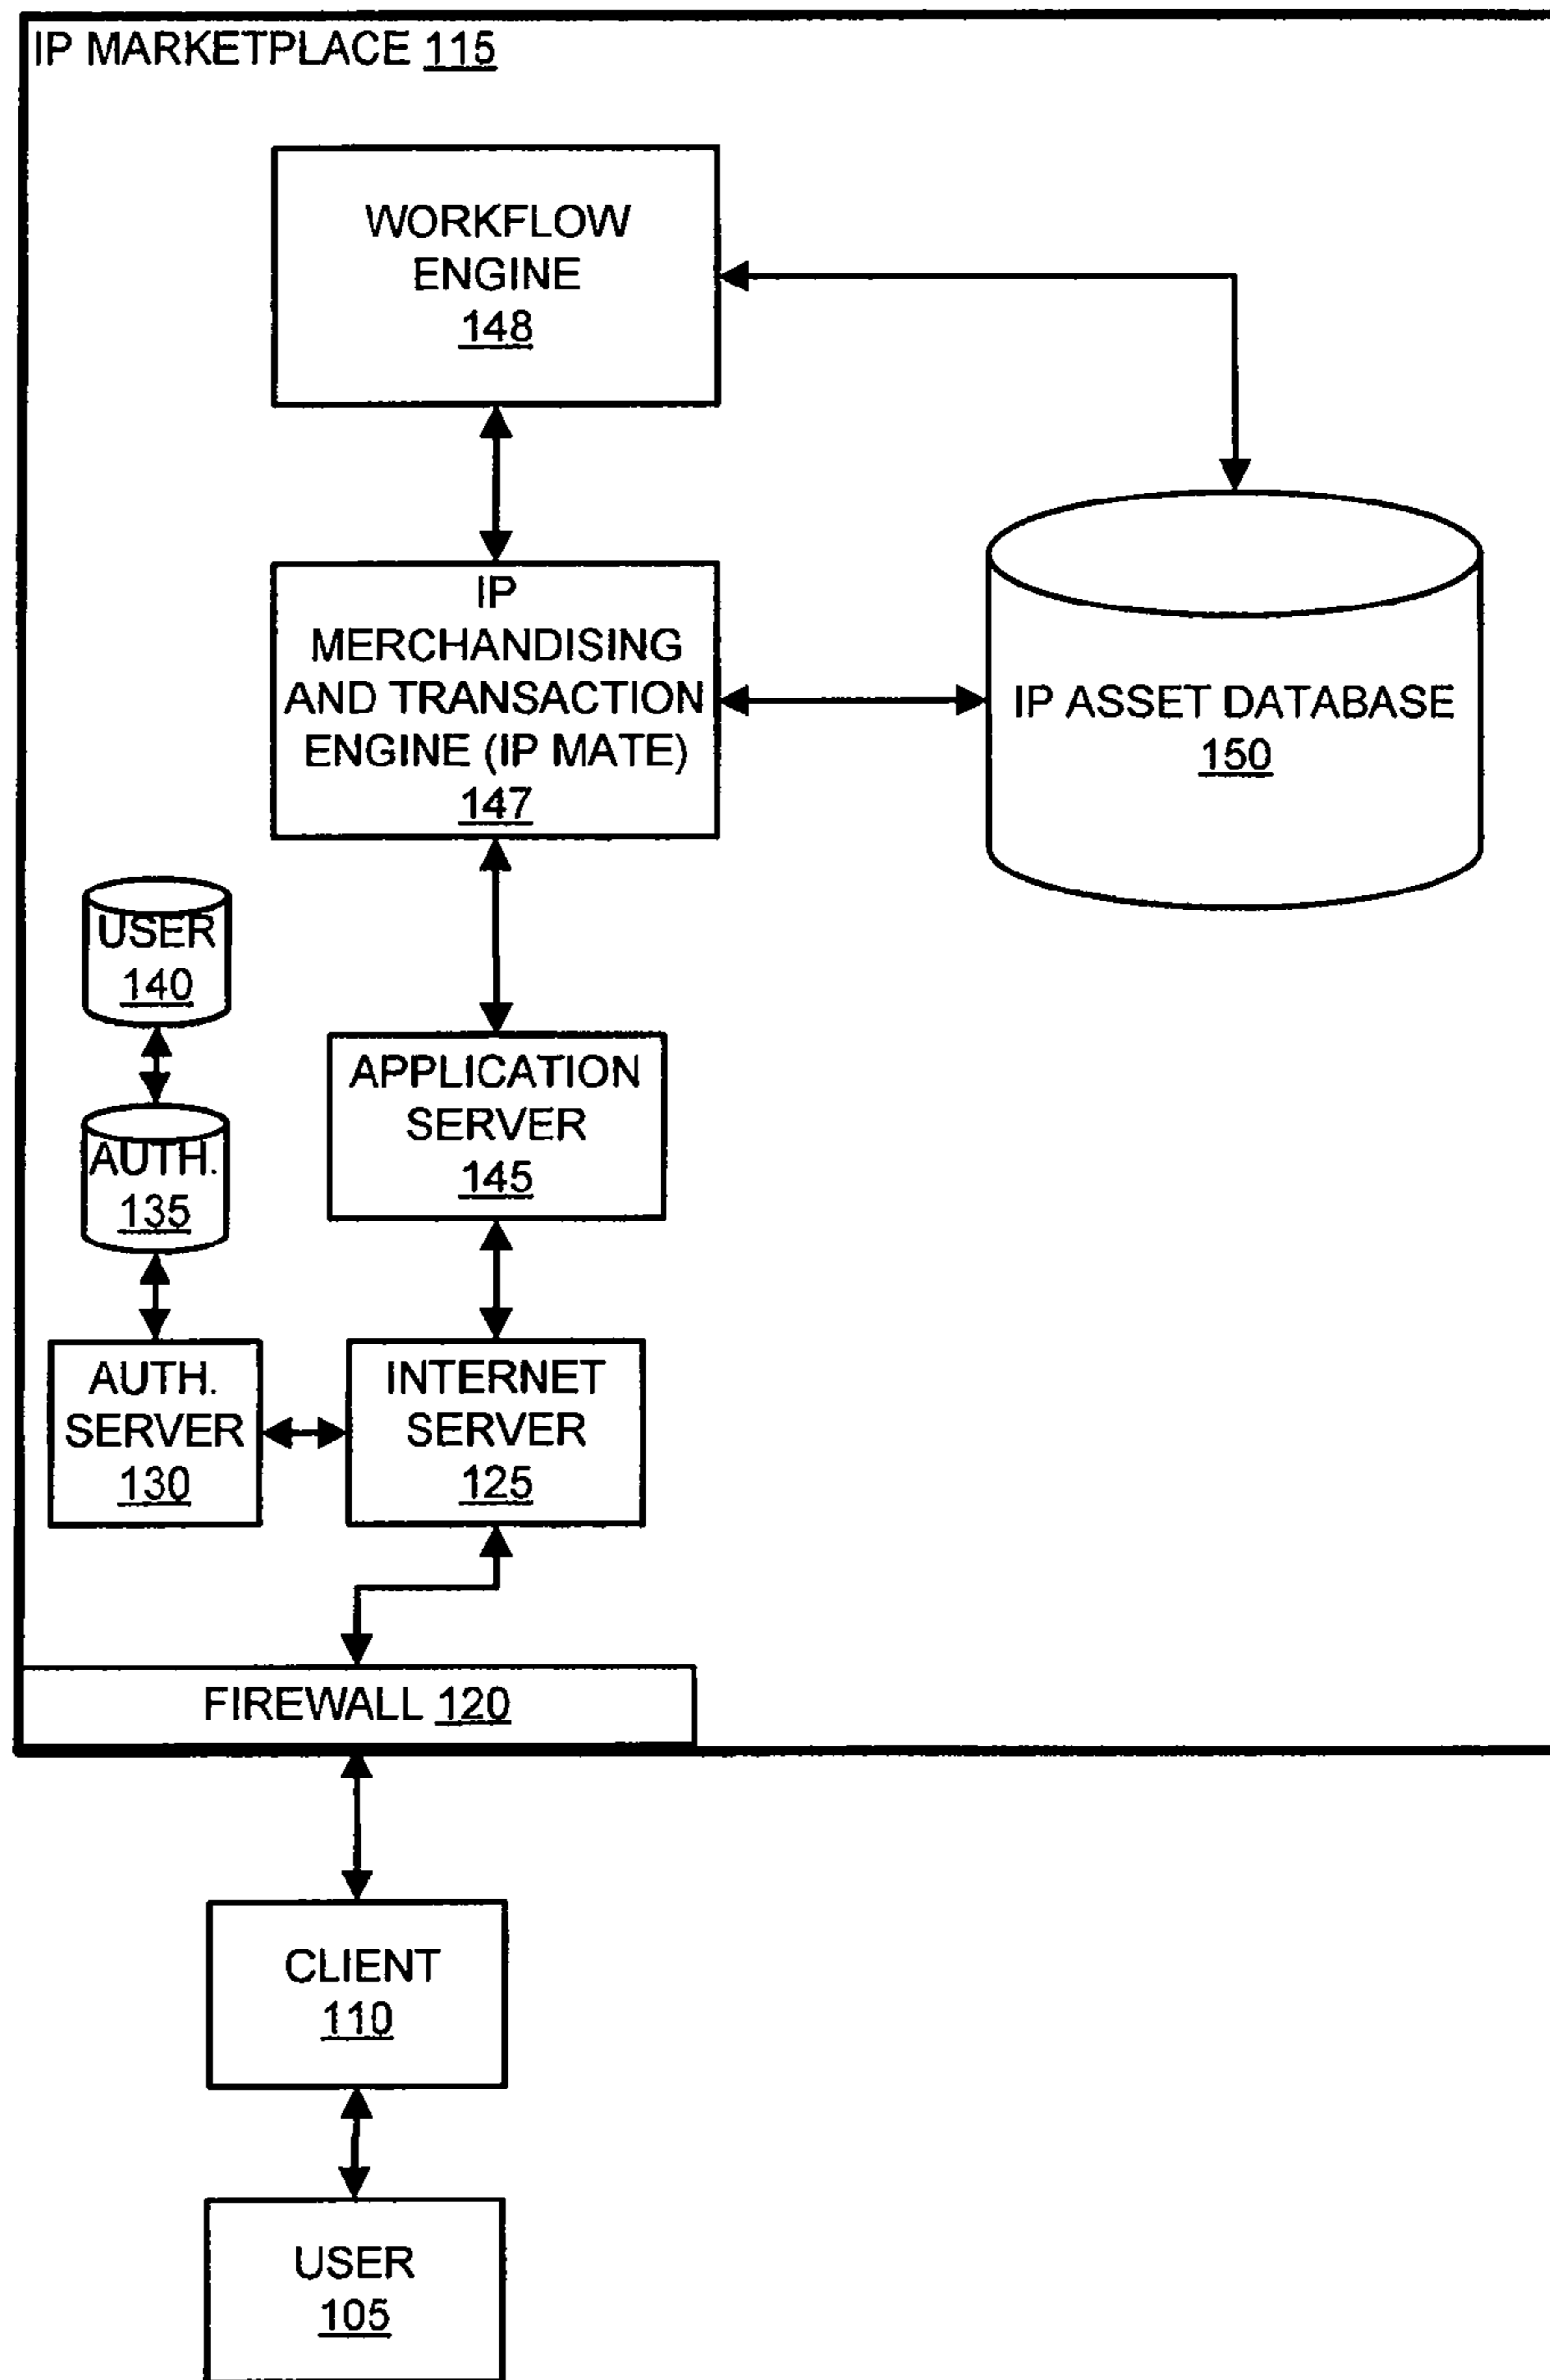 IP MARKETPLACE 115
WORKFLOW
ENGINE
148
IP
MERCHANDISING
AND TRANSACTION
ENGINE (IP MATE)
147
IP ASSET DATABASE
150
USER
140
AUTH.
135
APPLICATION
SERVER
145
AUTH.
SERVER
130
INTERNET
SERVER
125
FIREWALL 120
CLIENT
110
USER
105